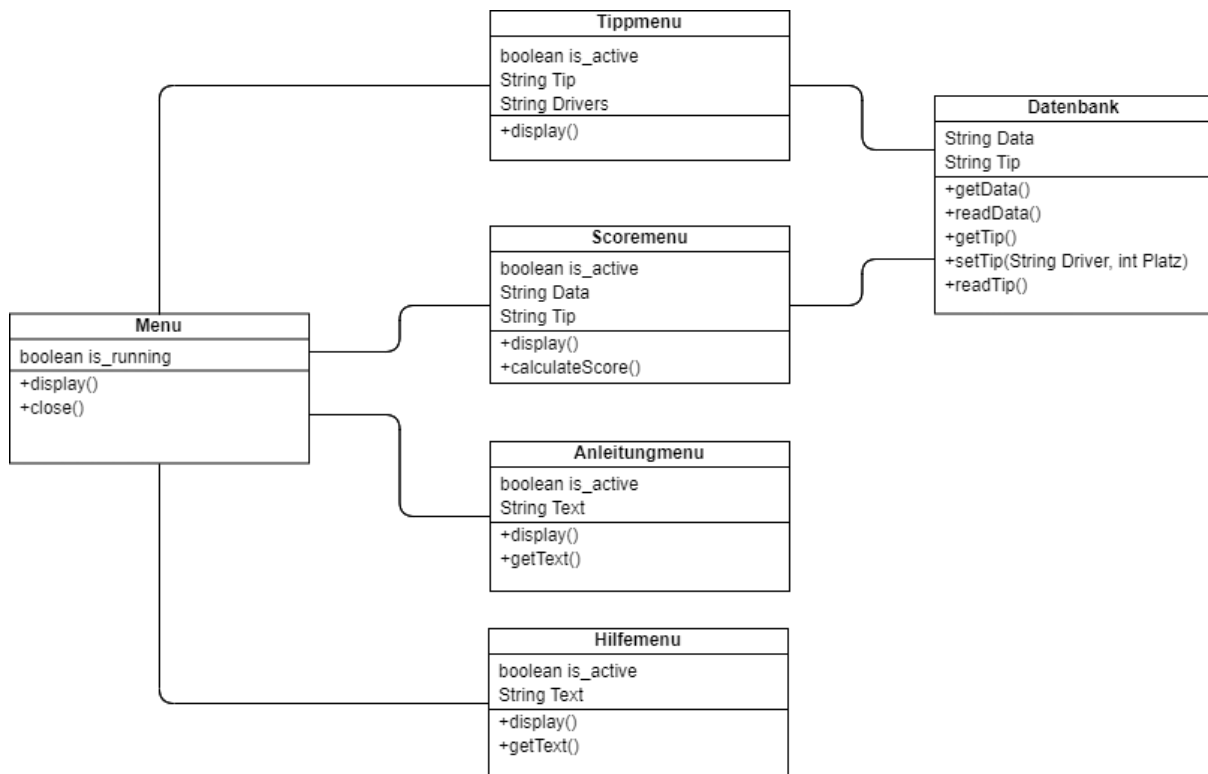 Tippmenu
boolean is_active
String Tip
String Drivers
+display()
Datenbank
String Data
String Tip
+getData()
+readData()
+getTip()
+setTip(String Driver, int Platz)
+readTip()
Scoremenu
boolean is_active
String Data
String Tip
+display()
+calculateScore()
Menu
boolean is_running
+display()
+close()
Anleitungmenu
boolean is_active
String Text
+display()
+getText()
Hilfemenu
boolean is_active
String Text
+display()
+getText()